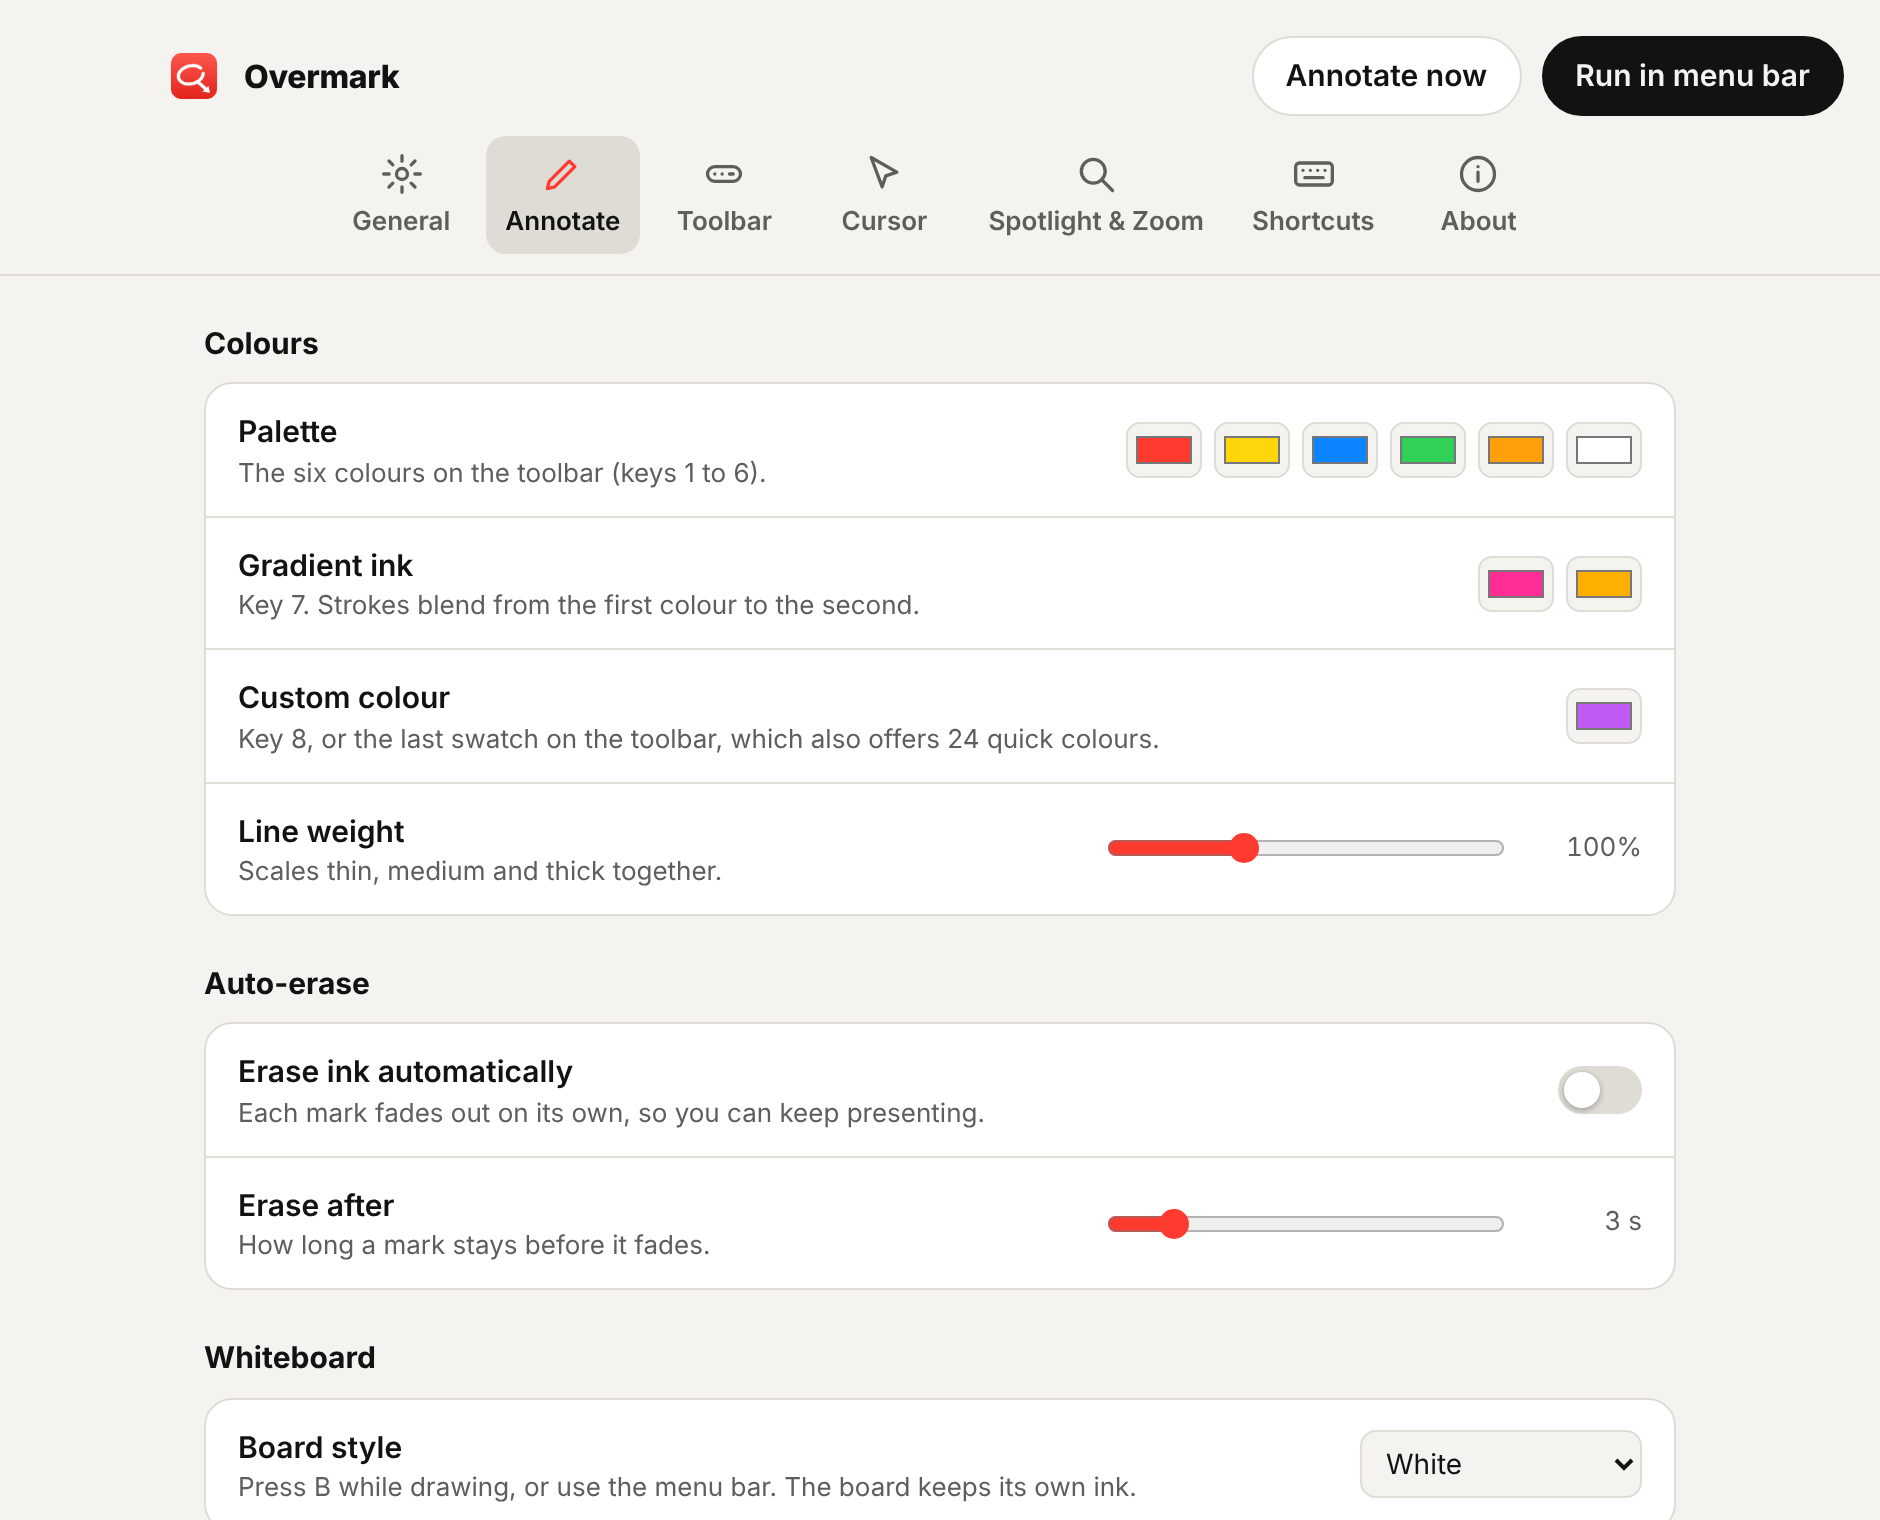 Overmark
Annotate now
Run in menu bar
General
Annotate
Toolbar
Cursor
Spotlight & Zoom
Shortcuts
About
Colours
Palette
The six colours on the toolbar (keys 1 to 6).
Gradient ink
Key 7. Strokes blend from the first colour to the second.
Custom colour
Key 8, or the last swatch on the toolbar, which also offers 24 quick colours.
Line weight
Scales thin, medium and thick together.
100%
Auto-erase
Erase ink automatically
Each mark fades out on its own, so you can keep presenting.
Erase after
How long a mark stays before it fades.
3 s
Whiteboard
Board style
Press B while drawing, or use the menu bar. The board keeps its own ink.
White